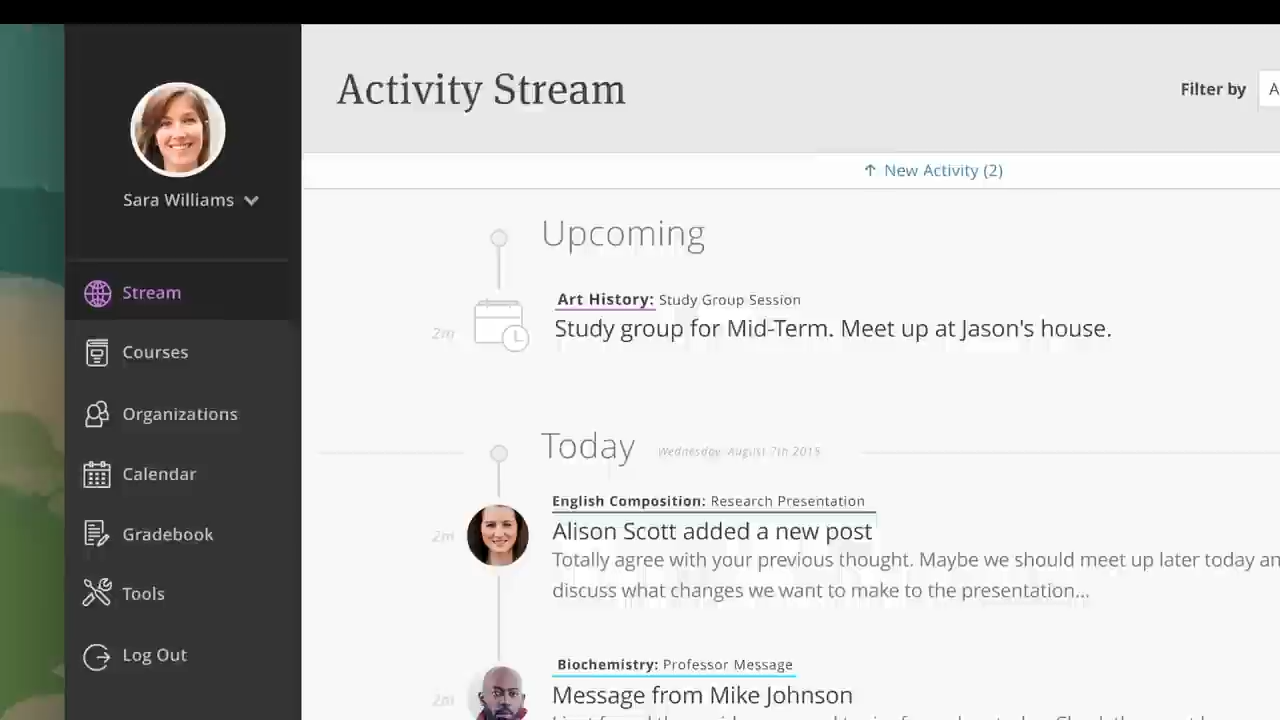 Activity Stream
Filter by A
Sara Williams
↑ New Activity (2)
Upcoming
Stream
Art History: Study Group Session
2m
Study group for Mid-Term. Meet up at Jason's house.
Courses
Organizations
Today Wednesday, August 7th 2015
Calendar
English Composition: Research Presentation
Gradebook
2m
Alison Scott added a new post
Totally agree with your previous thought. Maybe we should meet up later today an
discuss what changes we want to make to the presentation...
Tools
Log Out
Biochemistry: Professor Message
2m
Message from Mike Johnson